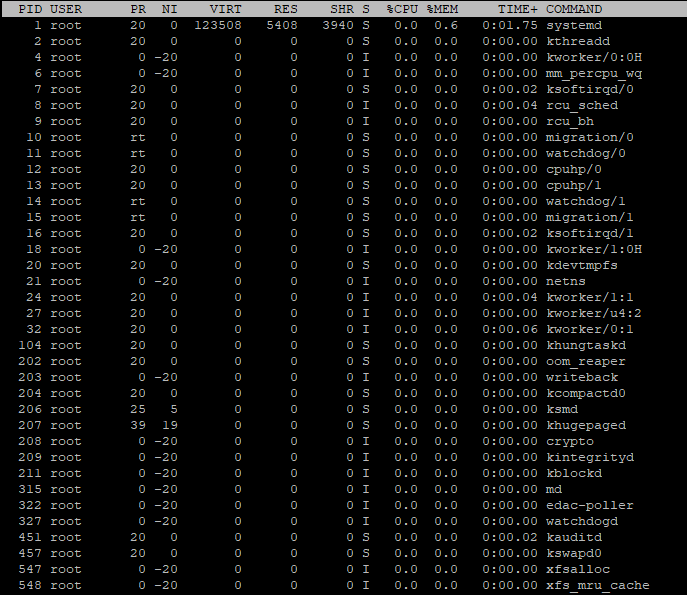 PID USER PR NI VIRT RES SHR S %CPU %MEM TIME+ COMMAND
1 root 20 0 123508 5408 3940 S 0.0 0.6 0:01.75 systemd
2 root 20 0 0 0 0 S 0.0 0.0 0:00.00 kthreadd
4 root 0 -20 0 0 0 I 0.0 0.0 0:00.00 kworker/0:0H
6 root 0 -20 0 0 0 I 0.0 0.0 0:00.00 mm_percpu_wq
7 root 20 0 0 0 0 S 0.0 0.0 0:00.02 ksoftirqd/0
8 root 20 0 0 0 0 I 0.0 0.0 0:00.04 rcu_sched
9 root 20 0 0 0 0 I 0.0 0.0 0:00.00 rcu_bh
10 root rt 0 0 0 0 S 0.0 0.0 0:00.00 migration/0
11 root rt 0 0 0 0 S 0.0 0.0 0:00.00 watchdog/0
12 root 20 0 0 0 0 S 0.0 0.0 0:00.00 cpuhp/0
13 root 20 0 0 0 0 S 0.0 0.0 0:00.00 cpuhp/1
14 root rt 0 0 0 0 S 0.0 0.0 0:00.00 watchdog/1
15 root rt 0 0 0 0 S 0.0 0.0 0:00.00 migration/1
16 root 20 0 0 0 0 S 0.0 0.0 0:00.02 ksoftirqd/1
18 root 0 -20 0 0 0 I 0.0 0.0 0:00.00 kworker/1:0H
20 root 20 0 0 0 0 S 0.0 0.0 0:00.00 kdevtmpfs
21 root 0 -20 0 0 0 I 0.0 0.0 0:00.00 netns
24 root 20 0 0 0 0 I 0.0 0.0 0:00.04 kworker/1:1
27 root 20 0 0 0 0 I 0.0 0.0 0:00.00 kworker/u4:2
32 root 20 0 0 0 0 I 0.0 0.0 0:00.06 kworker/0:1
104 root 20 0 0 0 0 S 0.0 0.0 0:00.00 khungtaskd
202 root 20 0 0 0 0 S 0.0 0.0 0:00.00 oom_reaper
203 root 0 -20 0 0 0 I 0.0 0.0 0:00.00 writeback
204 root 20 0 0 0 0 S 0.0 0.0 0:00.00 kcompactd0
206 root 25 5 0 0 0 S 0.0 0.0 0:00.00 ksmd
207 root 39 19 0 0 0 S 0.0 0.0 0:00.00 khugepaged
208 root 0 -20 0 0 0 I 0.0 0.0 0:00.00 crypto
209 root 0 -20 0 0 0 I 0.0 0.0 0:00.00 kintegrityd
211 root 0 -20 0 0 0 I 0.0 0.0 0:00.00 kblockd
315 root 0 -20 0 0 0 I 0.0 0.0 0:00.00 md
322 root 0 -20 0 0 0 I 0.0 0.0 0:00.00 edac-poller
327 root 0 -20 0 0 0 I 0.0 0.0 0:00.00 watchdogd
451 root 20 0 0 0 0 S 0.0 0.0 0:00.02 kauditd
457 root 20 0 0 0 0 S 0.0 0.0 0:00.00 kswapd0
547 root 0 -20 0 0 0 I 0.0 0.0 0:00.00 xfsalloc
548 root 0 -20 0 0 0 I 0.0 0.0 0:00.00 xfs_mru_cache